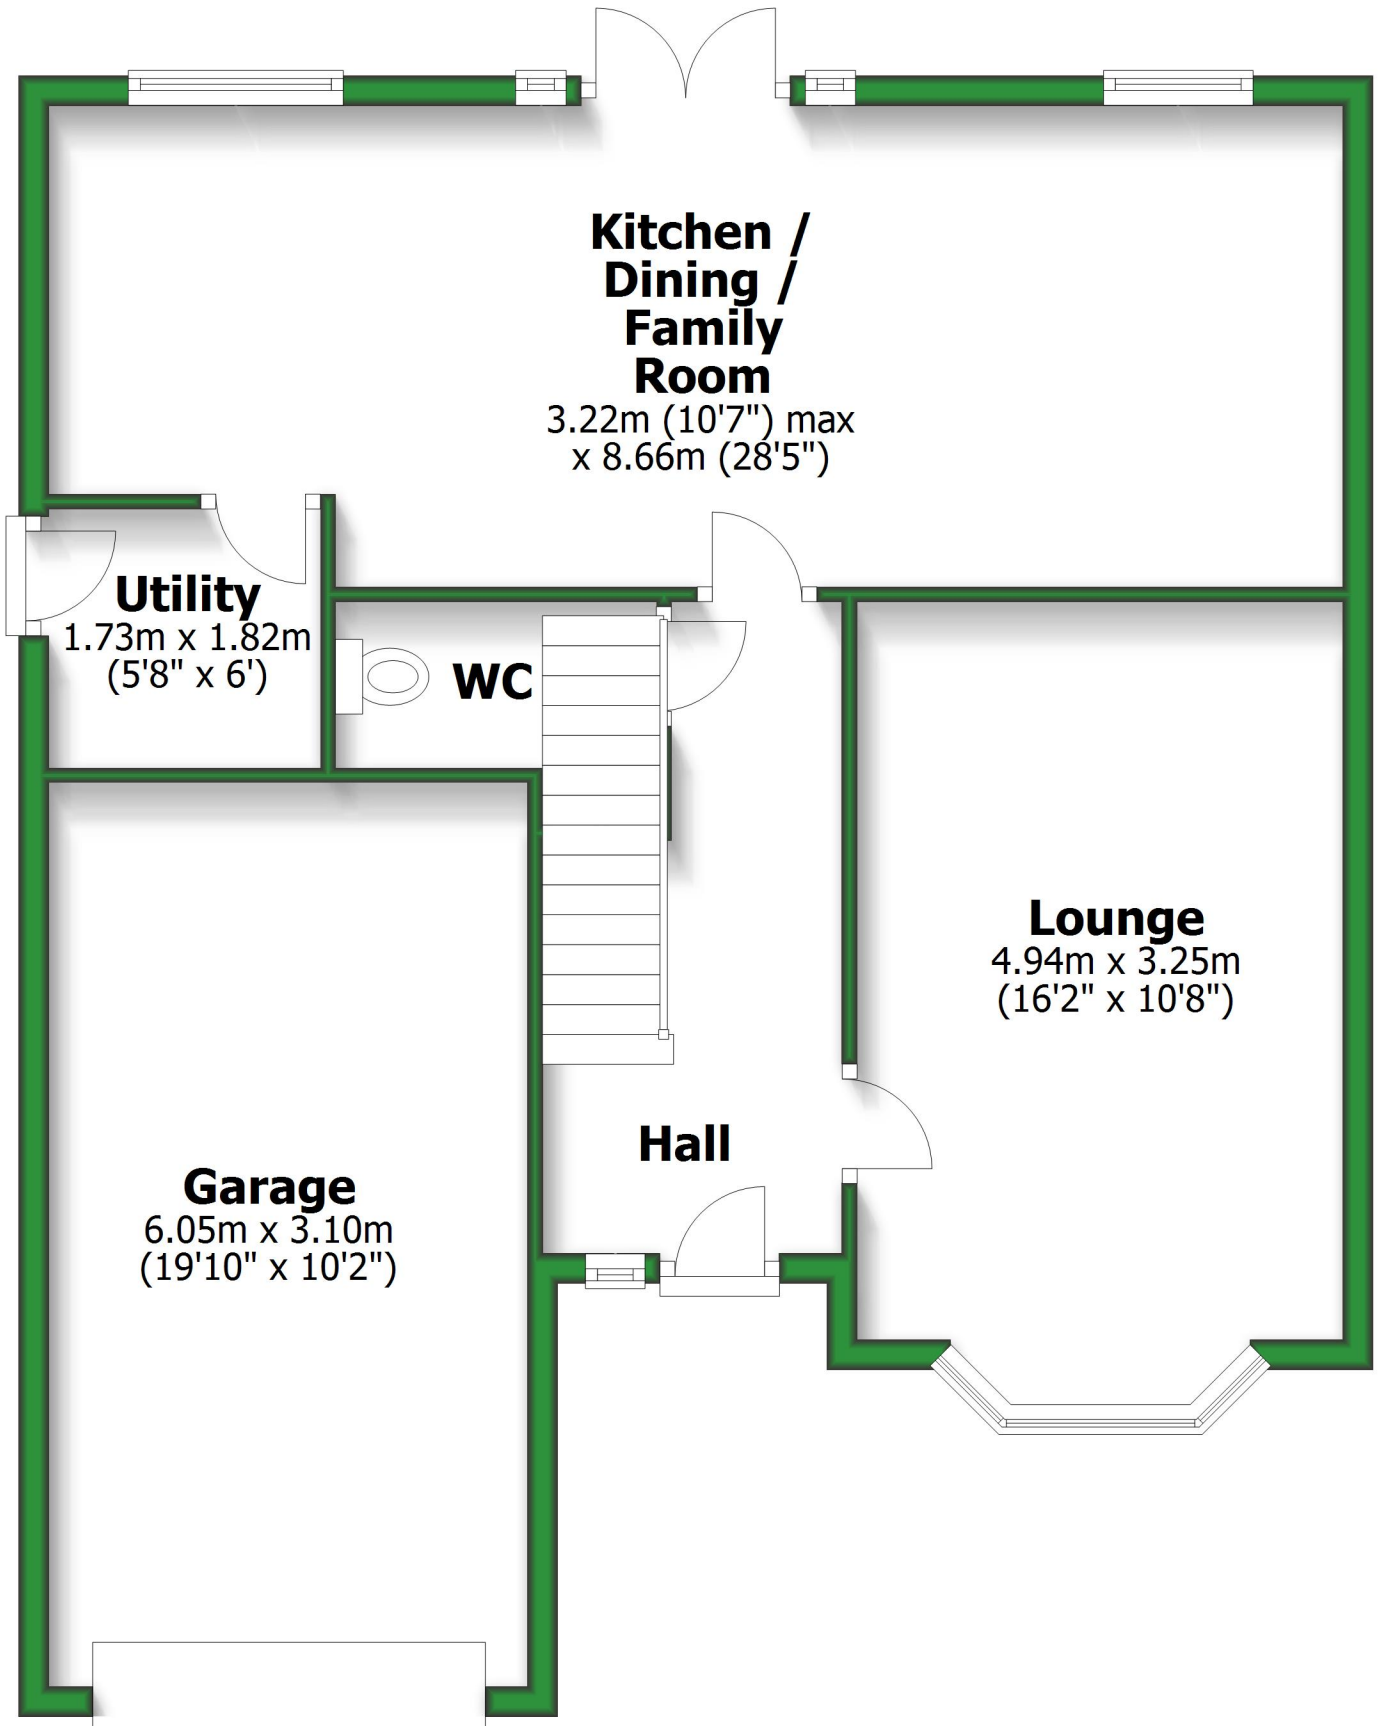 Kitchen /
Dining /
Family
Room
3.22m (10'7") max
x 8.66m (28'5")
Utility
1.73m x 1.82m
(5'8" x 6')
WC
Lounge
4.94m x 3.25m
(16'2" x 10'8")
Hall
Garage
6.05m x 3.10m
(19'10" x 10'2")